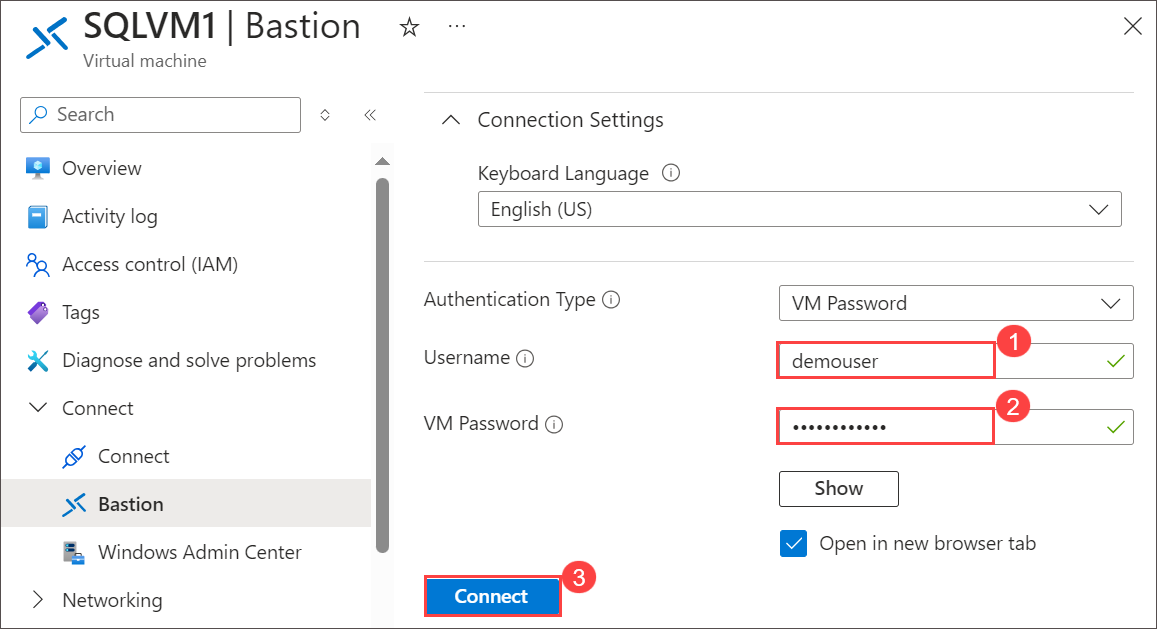 SQLVM1 | Bastion
Virtual machine
Search
Overview
Activity log
Access control (IAM)
Tags
Diagnose and solve problems
Connect
Connect
Bastion
Windows Admin Center
Networking
Connection Settings
Keyboard Language
English (US)
Authentication Type
VM Password
Username
demouser
1
VM Password
••••••••••••
2
Show
Open in new browser tab
Connect
3